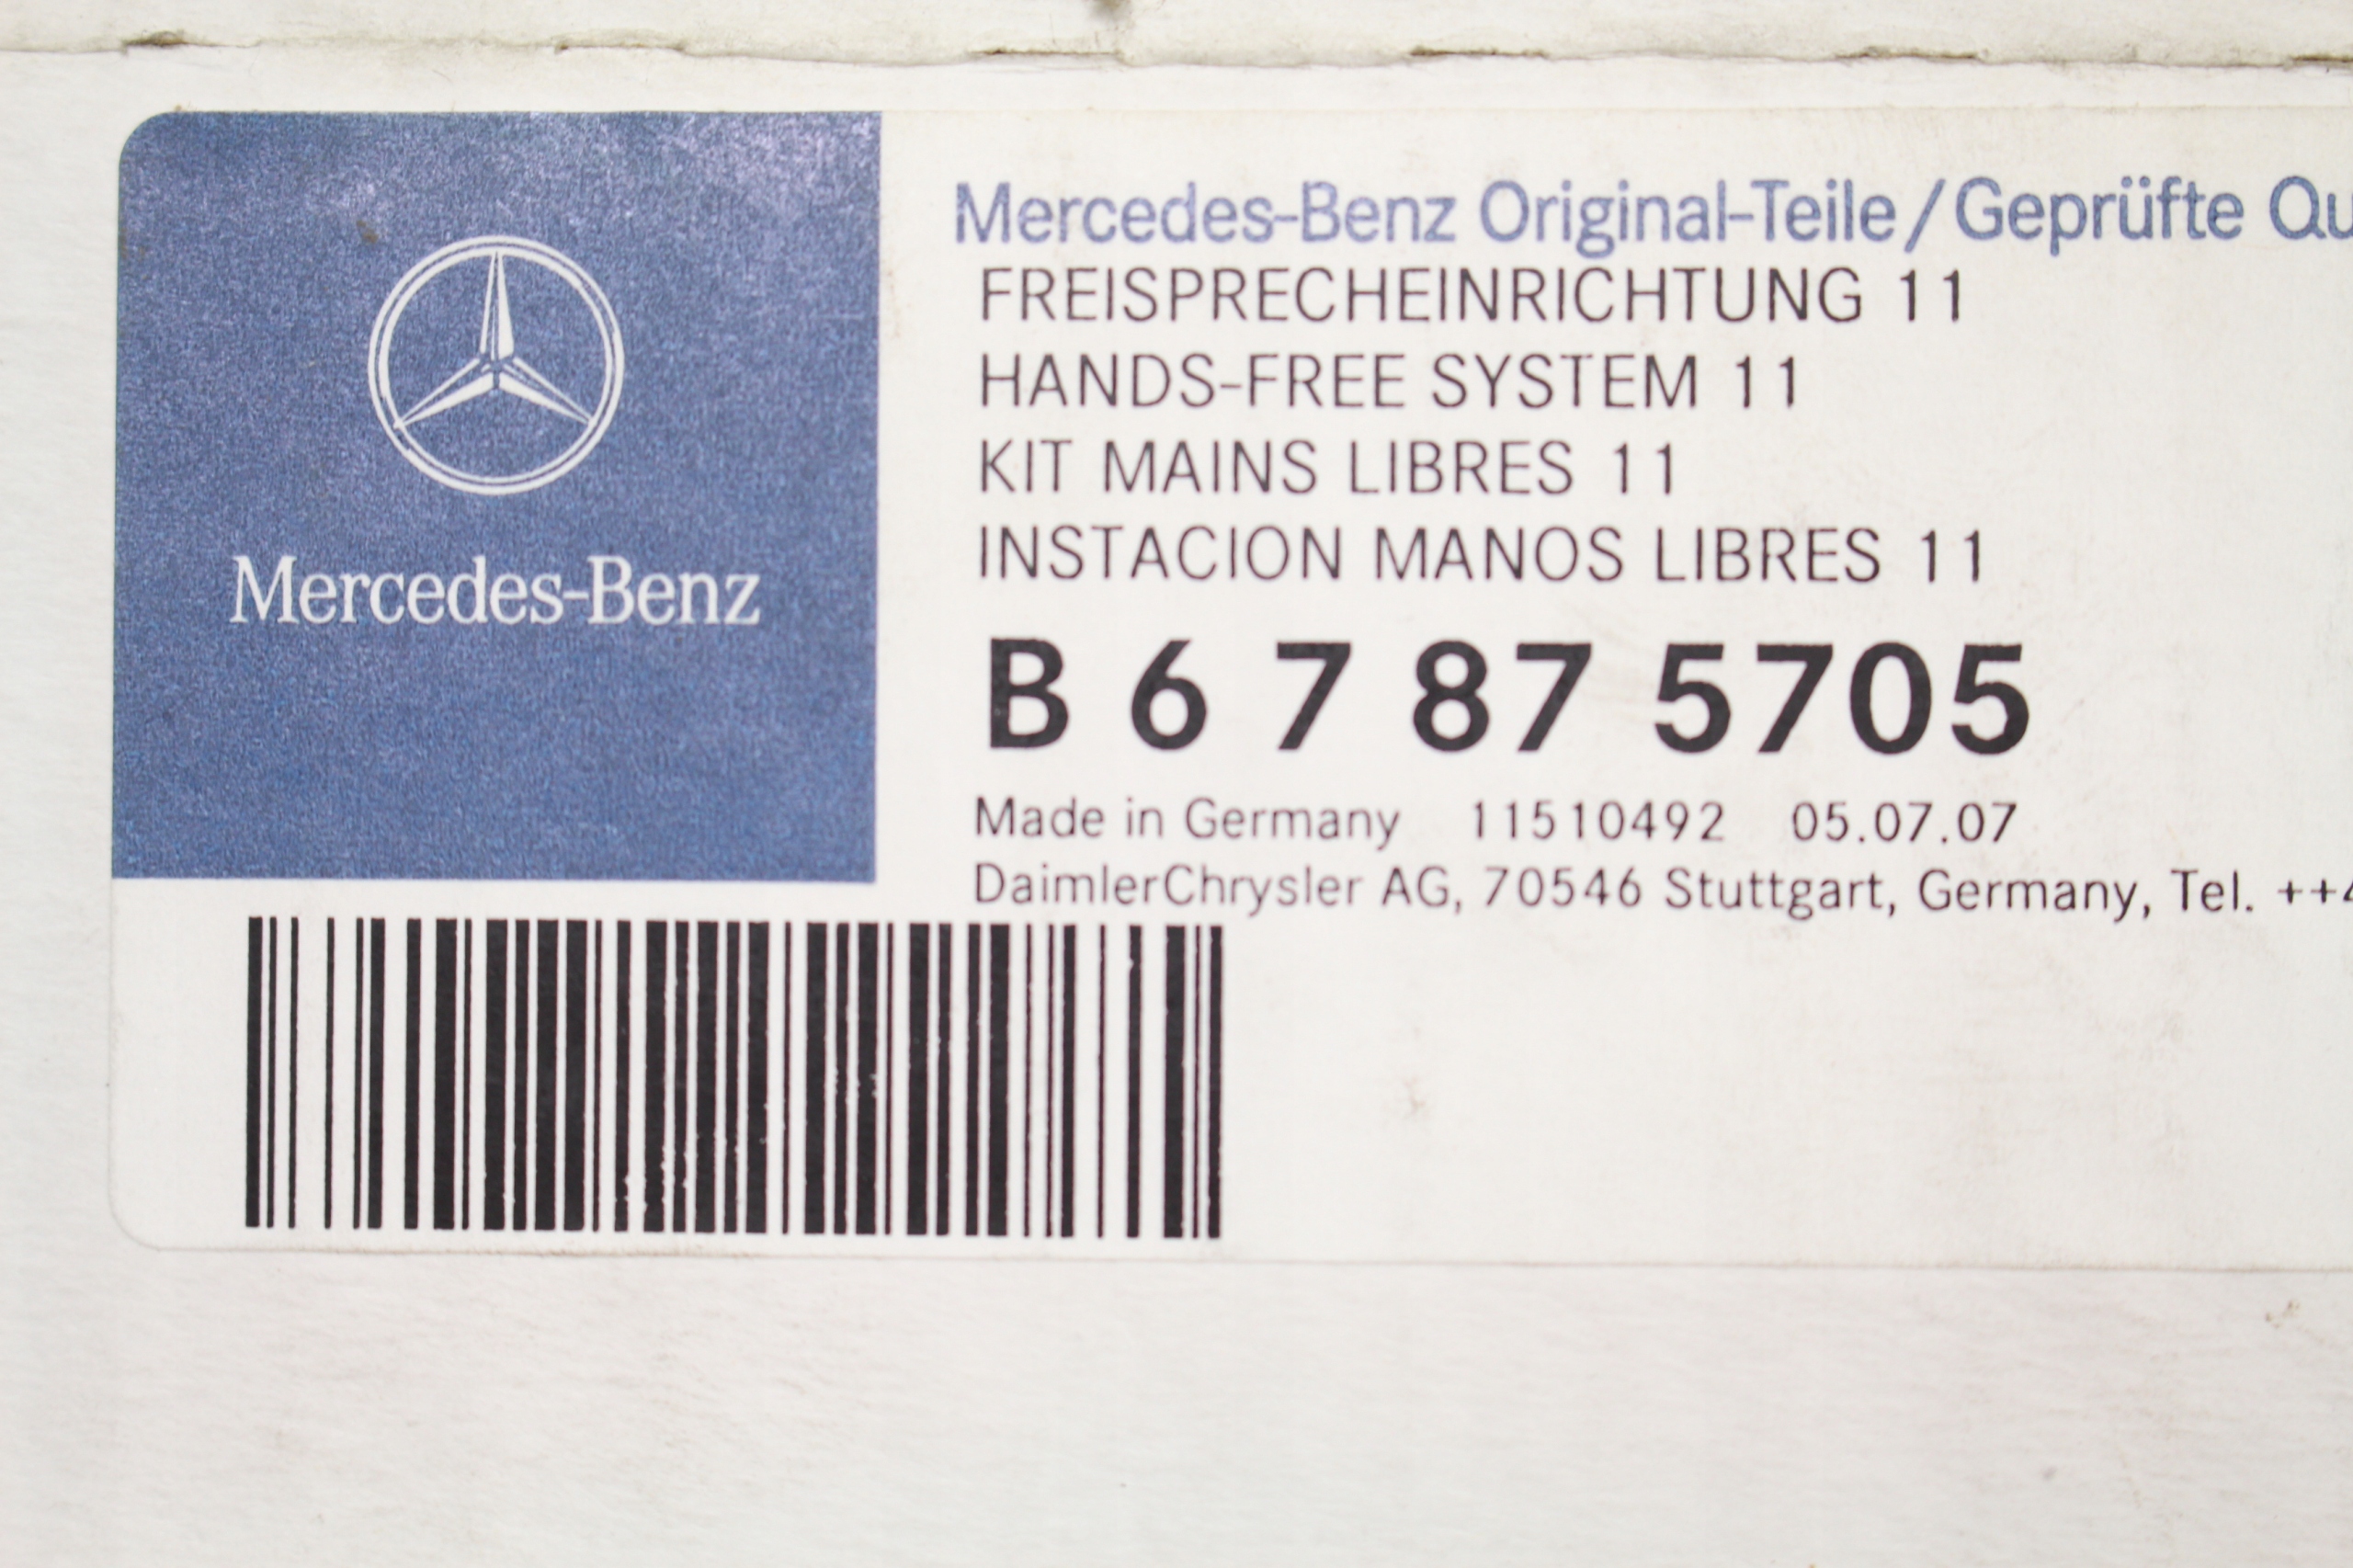 Mercedes-Benz
Mercedes-Benz Original-Teile/Geprüfte
FREISPRECHEINRICHTUNG 11
HANDS-FREE SYSTEM 11
KIT MAINS LIBRES 11
INSTACION MANOS LIBRES 11
B 6 7 87 5705
Made in Germany 11510492 05.07.07
DaimlerChrysler AG, 70546 Stuttgart, Germany, Tel.